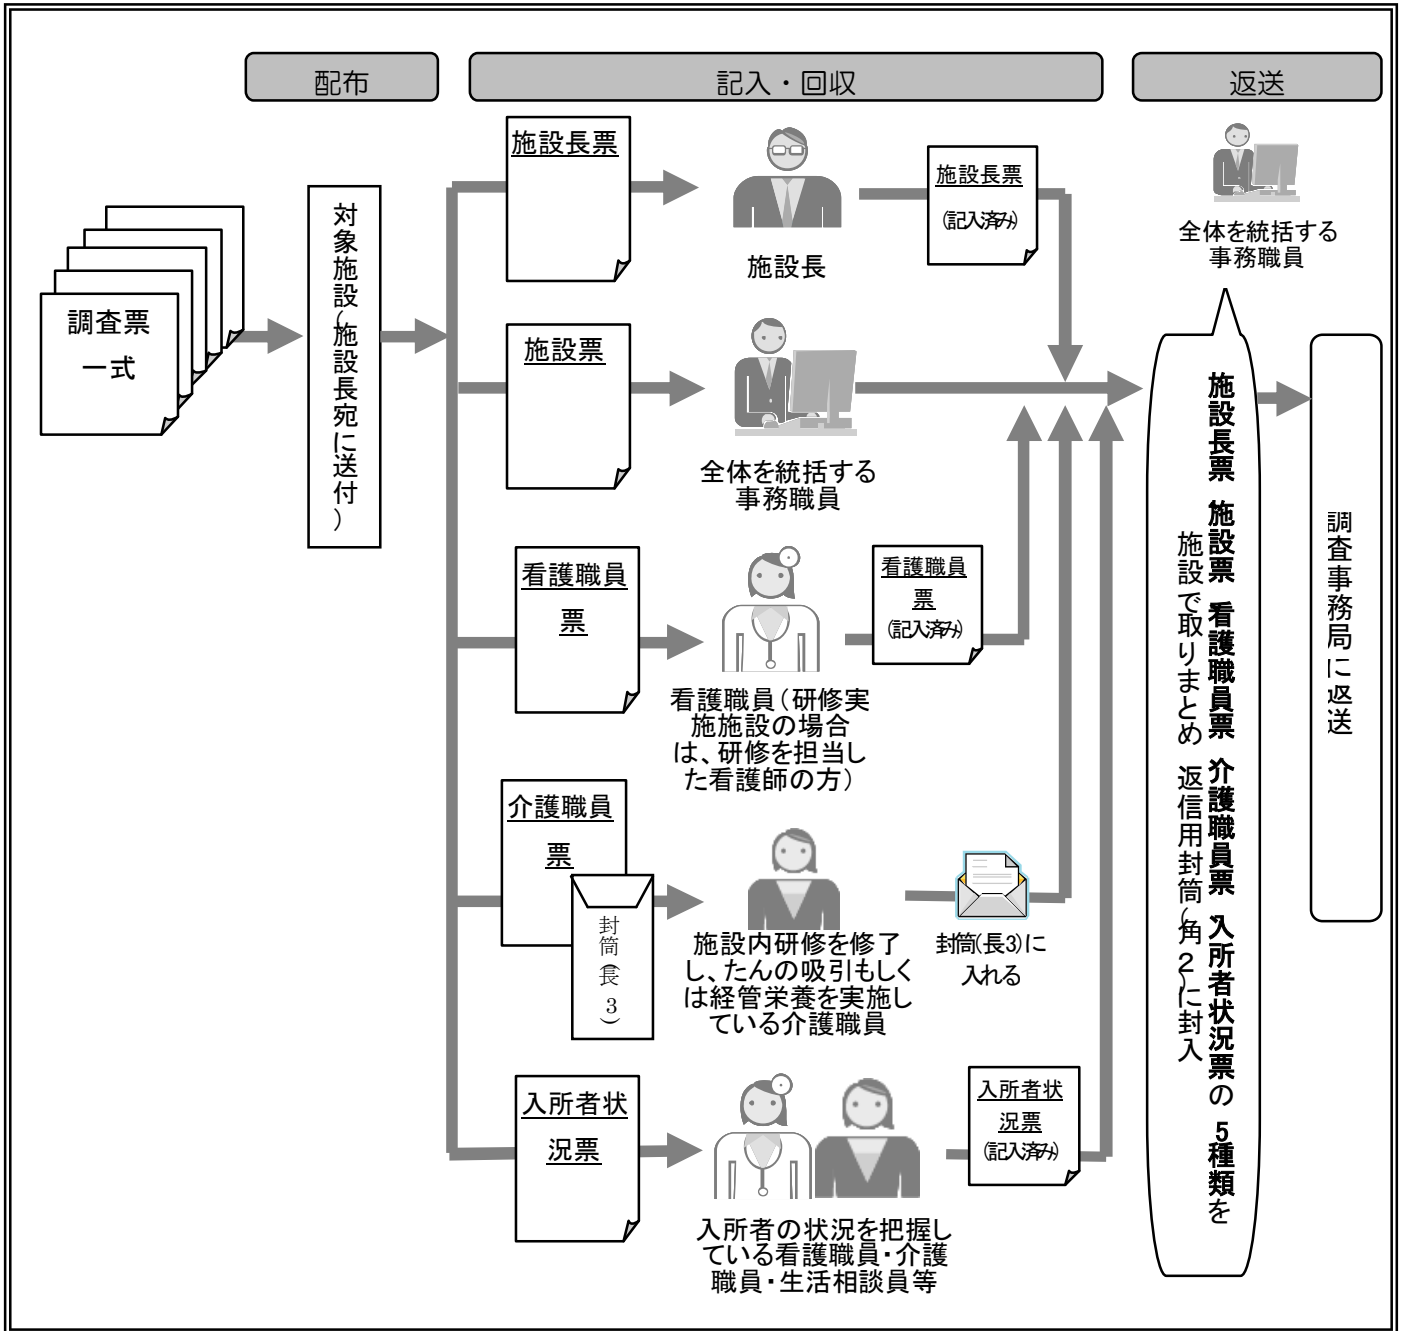 配布
記入・回収
返送
調査票
一式
対象施設(施設長宛に送付)
施設長票
施設長
施設長票
(記入済み)
全体を統括する
事務職員
施設票
全体を統括する
事務職員
看護職員
票
看護職員(研修実
施施設の場合
は、研修を担当し
た看護師の方)
看護職員
票
(記入済み)
介護職員
票
封筒(長3)
施設内研修を修了
し、たんの吸引もしく
は経管栄養を実施し
ている介護職員
封筒(長3)に
入れる
入所者状
況票
入所者の状況を把握し
ている看護職員・介護
職員・生活相談員等
入所者状
況票
(記入済み)
施設長票、施設票、看護職員票、介護職員票、入所者状況票の5種類を
施設で取りまとめ、返信用封筒(角2)に封入
調査事務局に返送